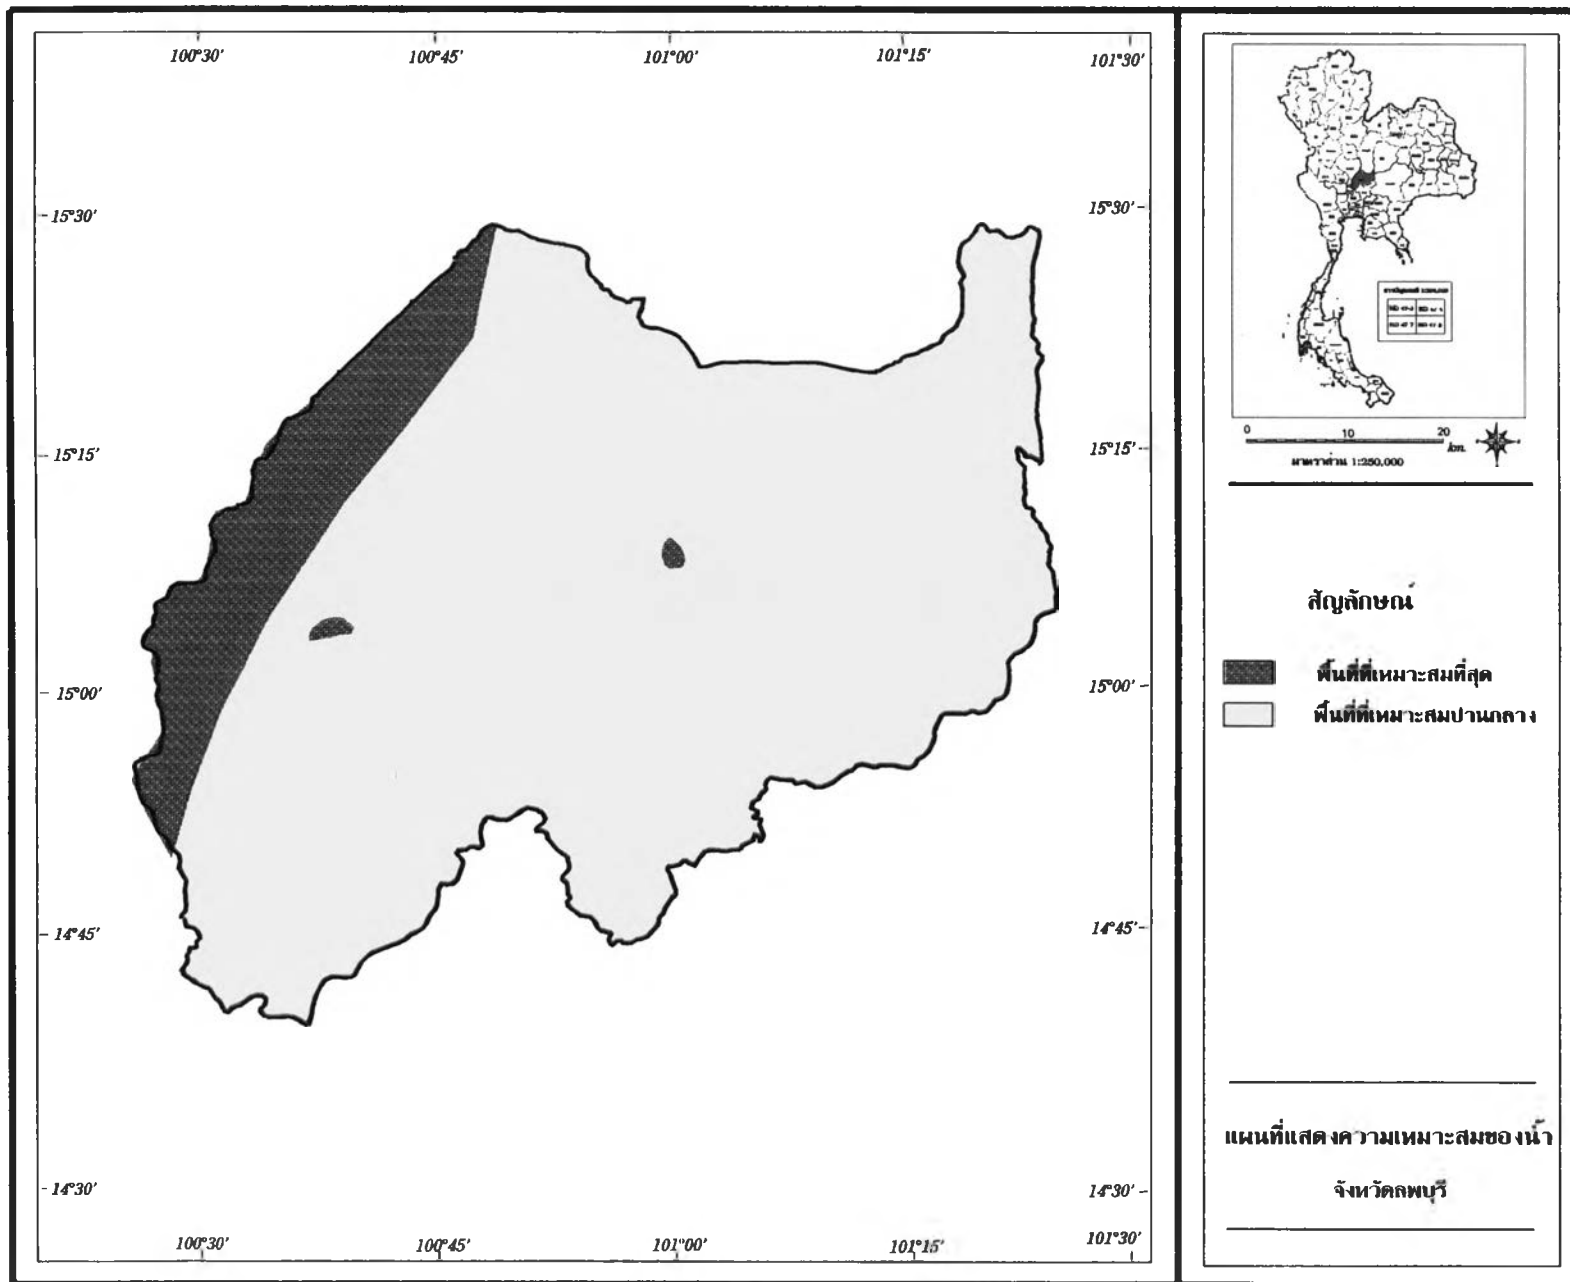 100°30' 100°45' 101°00' 101°15' 101°30'
15°30' 15°30'
15°15' 15°15'
15°00' 15°00'
14°45' 14°45'
14°30' 14°30'
100°30' 100°45' 101°00' 101°15' 101°30'
0 10 20 km.
มาตราส่วน 1:250,000
สัญลักษณ์
พื้นที่ที่เหมาะสมที่สุด
พื้นที่ที่เหมาะสมปานกลาง
แผนที่แสดงความเหมาะสมของน้ำ
จังหวัดลพบุรี